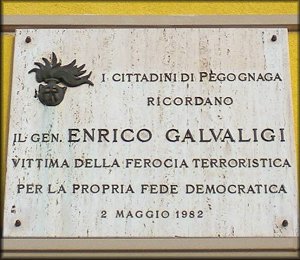 I CITTADINI DI PEGOGNAGA
RICORDANO
IL GEN. ENRICO GALVALIGI
VITTIMA DELLA FEROCIA TERRORISTICA
PER LA PROPRIA FEDE DEMOCRATICA
2 MAGGIO 1982